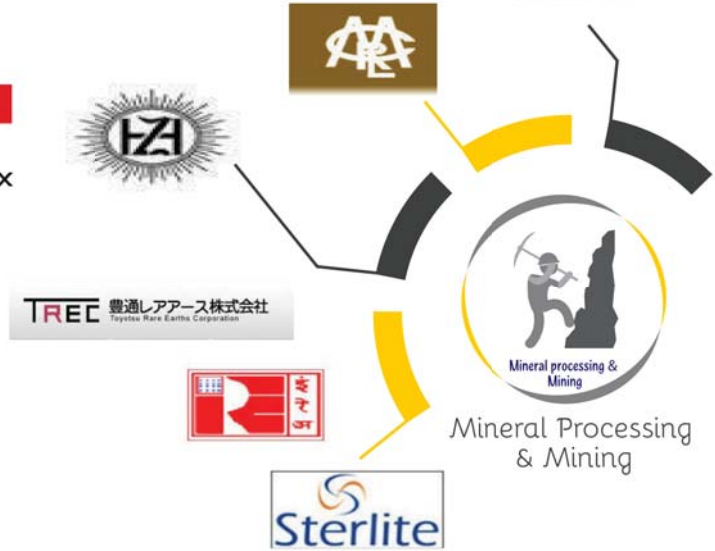 x
HZH
TREC 豊通レアアース株式会社
Toyotsu Rare Earths Corporation
इं रे अ
Sterlite
Mineral processing &
Mining
Mineral Processing
& Mining